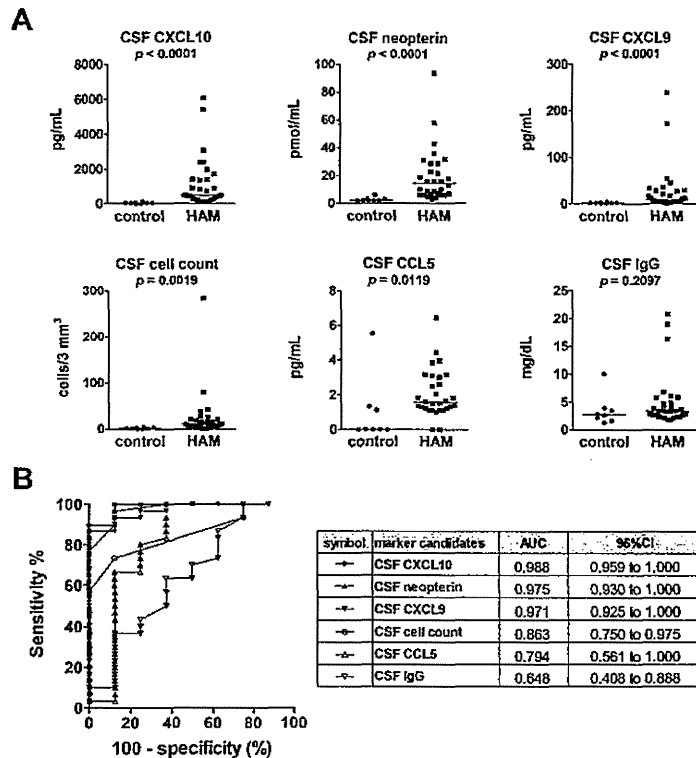 A
CSF CXCL10
p < 0.0001
pg/mL
8000
6000
4000
2000
0
control HAM
CSF neopterin
p < 0.0001
pmol/mL
100
80
60
40
20
0
control HAM
CSF CXCL9
p < 0.0001
pg/mL
300
200
100
0
control HAM
CSF cell count
p = 0.0019
cells/3 mm³
300
200
100
0
control HAM
CSF CCL5
p = 0.0119
pg/mL
8
6
4
2
0
control HAM
CSF IgG
p = 0.2097
mg/dL
25
20
15
10
5
0
control HAM
B
Sensitivity %
100
80
60
40
20
0
0 20 40 60 80 100
100 - specificity (%)
symbol marker candidates AUC 95%CI
CSF CXCL10 0.988 0.959 to 1.000
CSF neopterin 0.975 0.930 to 1.000
CSF CXCL9 0.971 0.925 to 1.000
CSF cell count 0.863 0.750 to 0.975
CSF CCL5 0.794 0.561 to 1.000
CSF IgG 0.648 0.408 to 0.888